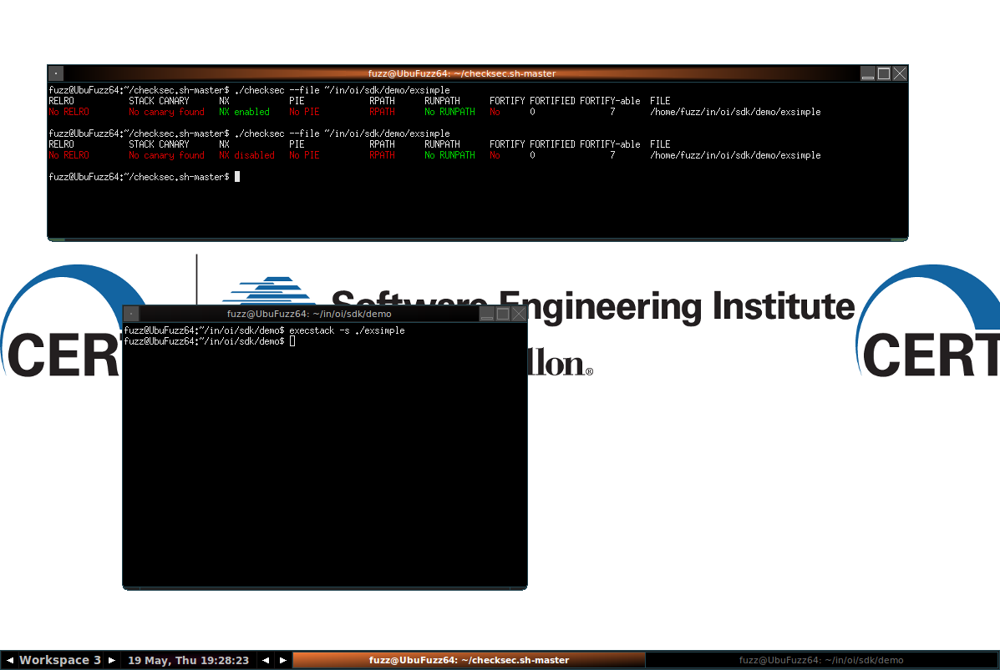 fuzz@UbuFuzz64: ~/checksec.sh-master
fuzz@UbuFuzz64:~/checksec.sh-master$ ./checksec --file ~/in/oi/sdk/demo/exsimple
RELRO STACK CANARY NX PIE RPATH RUNPATH FORTIFY FORTIFIED FORTIFY-able FILE
No RELRO No canary found NX enabled No PIE RPATH No RUNPATH No 0 7 /home/fuzz/in/oi/sdk/demo/exsimple
fuzz@UbuFuzz64:~/checksec.sh-master$ ./checksec --file ~/in/oi/sdk/demo/exsimple
RELRO STACK CANARY NX PIE RPATH RUNPATH FORTIFY FORTIFIED FORTIFY-able FILE
No RELRO No canary found NX disabled No PIE RPATH No RUNPATH No 0 7 /home/fuzz/in/oi/sdk/demo/exsimple
fuzz@UbuFuzz64:~/checksec.sh-master$
Software Engineering Institute
CERT
llon®
CERT
fuzz@UbuFuzz64: ~/in/oi/sdk/demo
fuzz@UbuFuzz64:~/in/oi/sdk/demo$ execstack -s ./exsimple
fuzz@UbuFuzz64:~/in/oi/sdk/demo$
Workspace 3 19 May, Thu 19:28:23 fuzz@UbuFuzz64: ~/checksec.sh-master fuzz@UbuFuzz64: ~/in/oi/sdk/demo